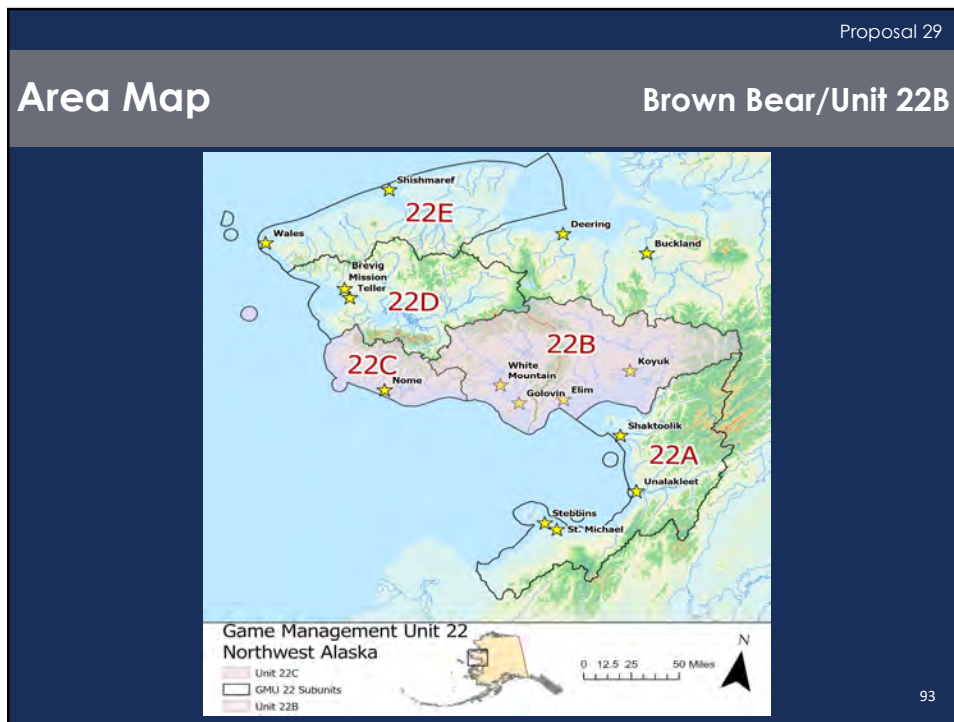 Proposal 29
Area Map
Brown Bear/Unit 22B
Shishmaref
22E
Wales
Deering
Buckland
Brevig
Mission
Teller
22D
22B
22C
White
Mountain
Koyuk
Nome
Golovin
Elim
Shaktoolik
22A
Unalakleet
Stebbins
St. Michael
Game Management Unit 22
Northwest Alaska
Unit 22C
GMU 22 Subunits
Unit 22B
0 12.5 25 50 Miles
N
93